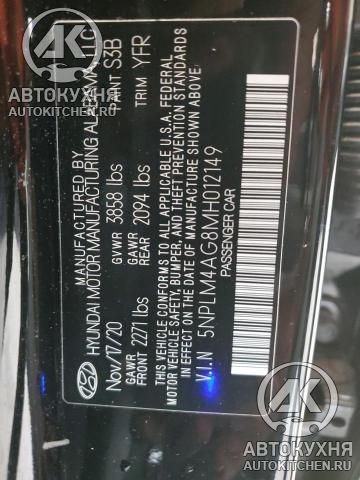 MANUFACTURED BY
HYUNDAI MOTOR MANUFACTURING ALABAMA, LLC
Nov/17/20 GVWR 3858 lbs PAINT S3B
GAWR FRONT 2271 lbs GAWR REAR 2094 lbs TRIM YFR
THIS VEHICLE CONFORMS TO ALL APPLICABLE U.S.A. FEDERAL
MOTOR VEHICLE SAFETY, BUMPER, AND THEFT PREVENTION STANDARDS
IN EFFECT ON THE DATE OF MANUFACTURE SHOWN ABOVE
V.I.N 5NPLM4AG8MH012149
PASSENGER CAR
АВТОКУХНЯ
AUTOKITCHEN.RU
АВТОКУХНЯ
AUTOKITCHEN.RU